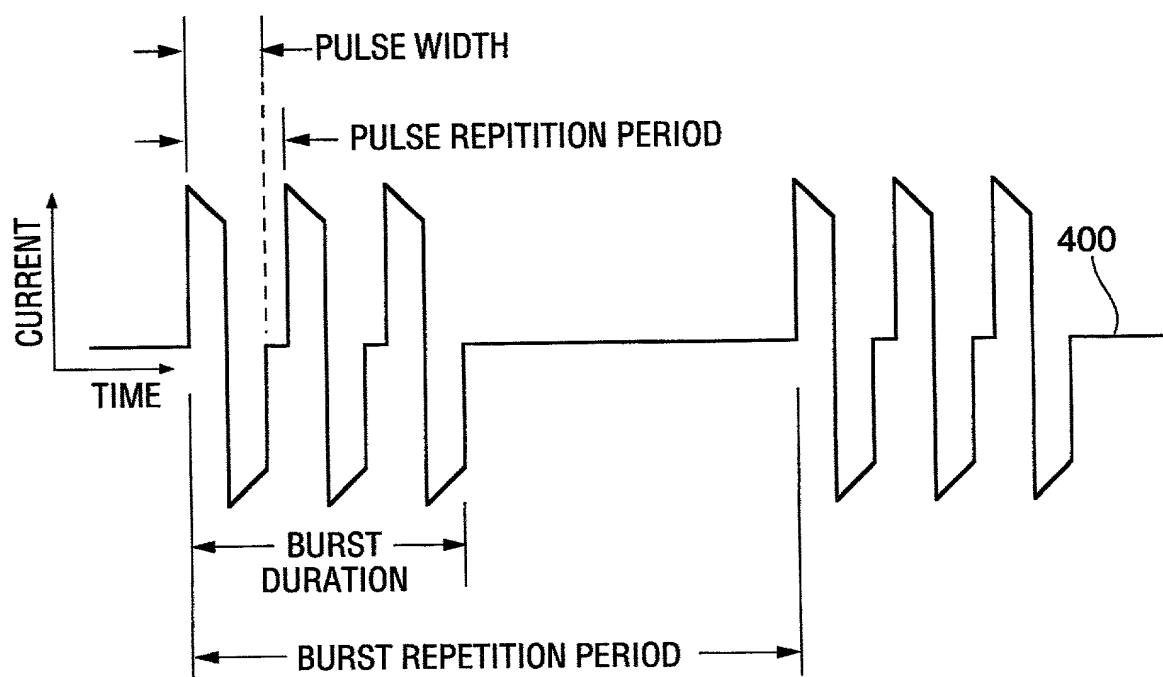 PULSE WIDTH
PULSE REPITITION PERIOD
CURRENT
400
TIME
BURST
DURATION
BURST REPETITION PERIOD